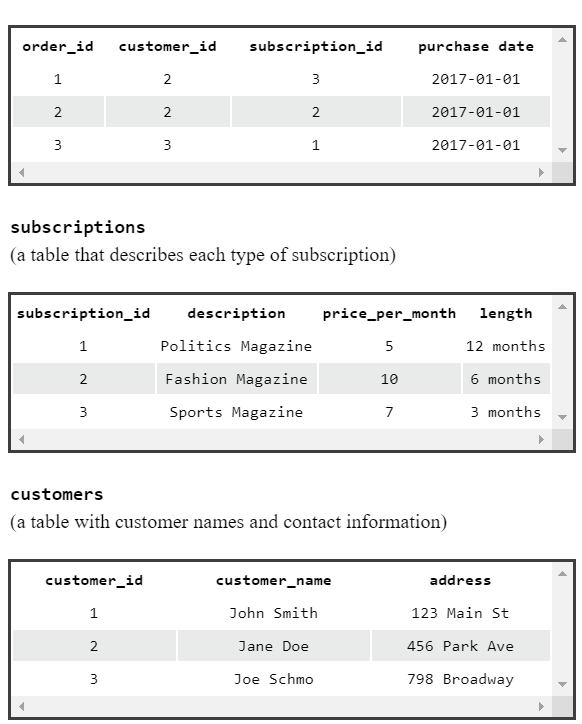 order_id customer_id subscription_id purchase date
1 2 3 2017-01-01
2 2 2 2017-01-01
3 3 1 2017-01-01
subscriptions
(a table that describes each type of subscription)
subscription_id description price_per_month length
1 Politics Magazine 5 12 months
2 Fashion Magazine 10 6 months
3 Sports Magazine 7 3 months
customers
(a table with customer names and contact information)
customer_id customer_name address
1 John Smith 123 Main St
2 Jane Doe 456 Park Ave
3 Joe Schmo 798 Broadway